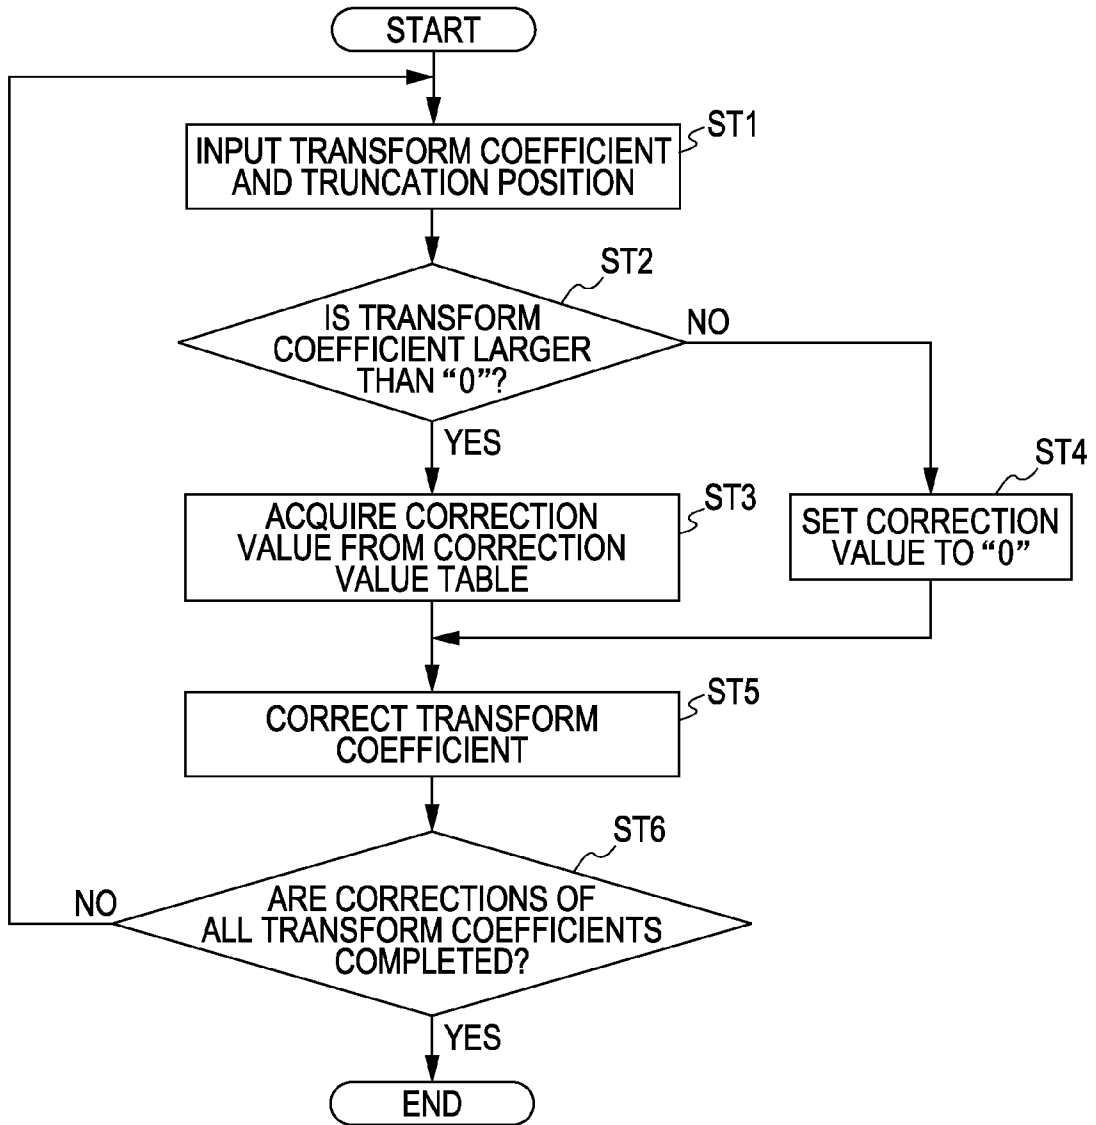 START
INPUT TRANSFORM COEFFICIENT
AND TRUNCATION POSITION
ST1
IS TRANSFORM
COEFFICIENT LARGER
THAN “0”?
ST2
NO
YES
ACQUIRE CORRECTION
VALUE FROM CORRECTION
VALUE TABLE
ST3
SET CORRECTION
VALUE TO “0”
ST4
CORRECT TRANSFORM
COEFFICIENT
ST5
ARE CORRECTIONS OF
ALL TRANSFORM COEFFICIENTS
COMPLETED?
ST6
NO
YES
END